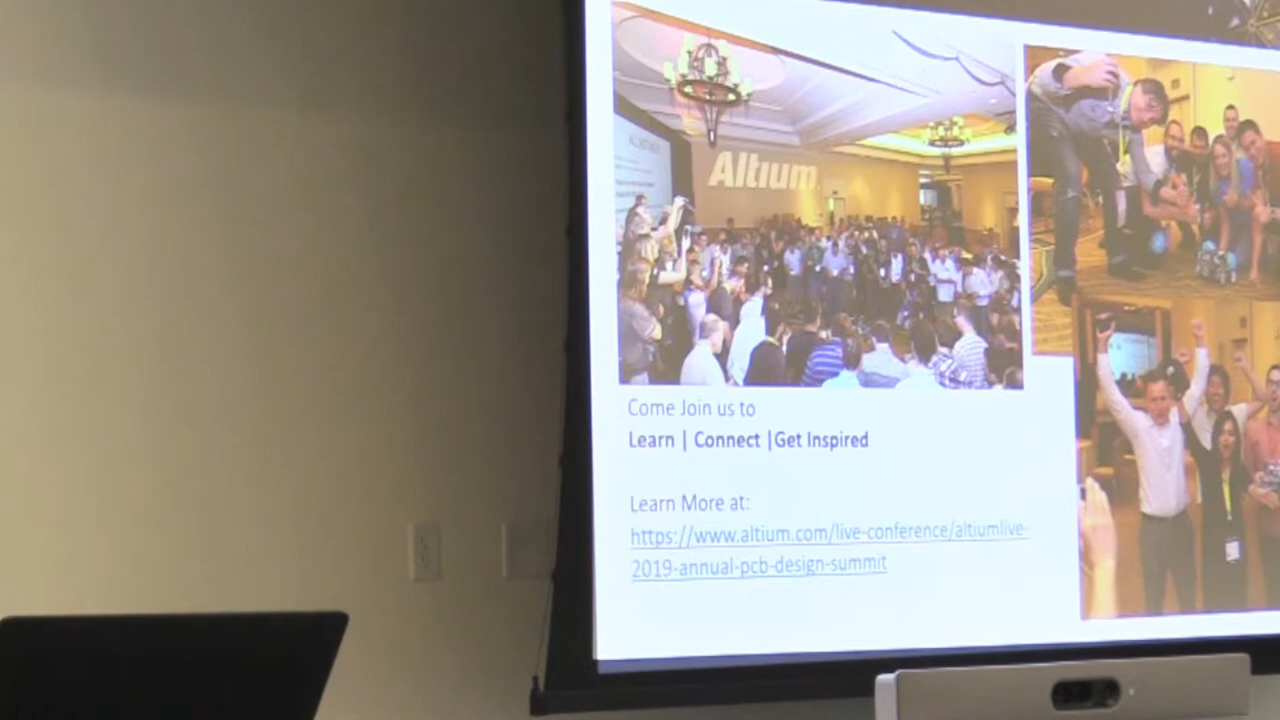 Altium
Come Join us to
Learn | Connect |Get Inspired
Learn More at:
https://www.altium.com/live-conference/altiumlive-
2019-annual-pcb-design-summit